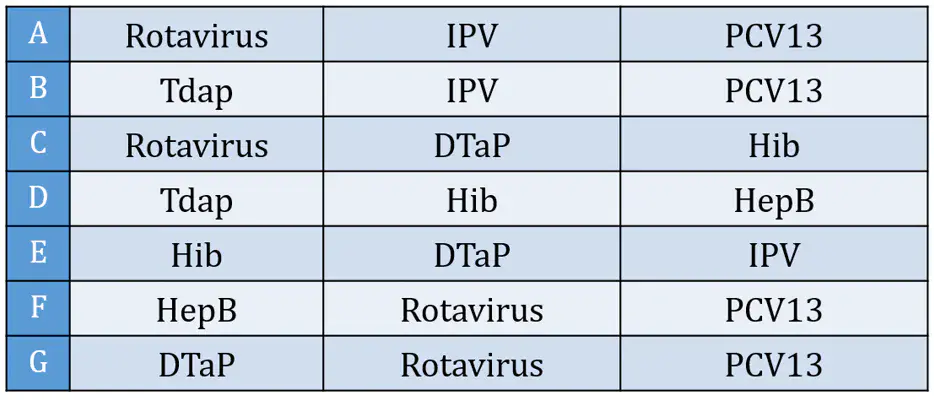 A Rotavirus IPV PCV13
B Tdap IPV PCV13
C Rotavirus DTaP Hib
D Tdap Hib HepB
E Hib DTaP IPV
F HepB Rotavirus PCV13
G DTaP Rotavirus PCV13